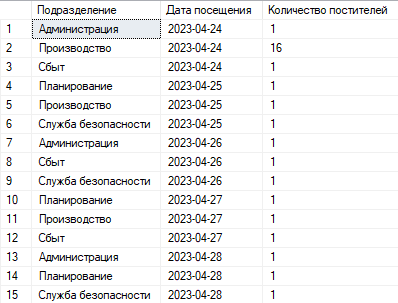 Подразделение Дата посещения Количество постителей
1 Администрация 2023-04-24 1
2 Производство 2023-04-24 16
3 Сбыт 2023-04-24 1
4 Планирование 2023-04-25 1
5 Производство 2023-04-25 1
6 Служба безопасности 2023-04-25 1
7 Администрация 2023-04-26 1
8 Сбыт 2023-04-26 1
9 Служба безопасности 2023-04-26 1
10 Планирование 2023-04-27 1
11 Производство 2023-04-27 1
12 Сбыт 2023-04-27 1
13 Администрация 2023-04-28 1
14 Планирование 2023-04-28 1
15 Служба безопасности 2023-04-28 1